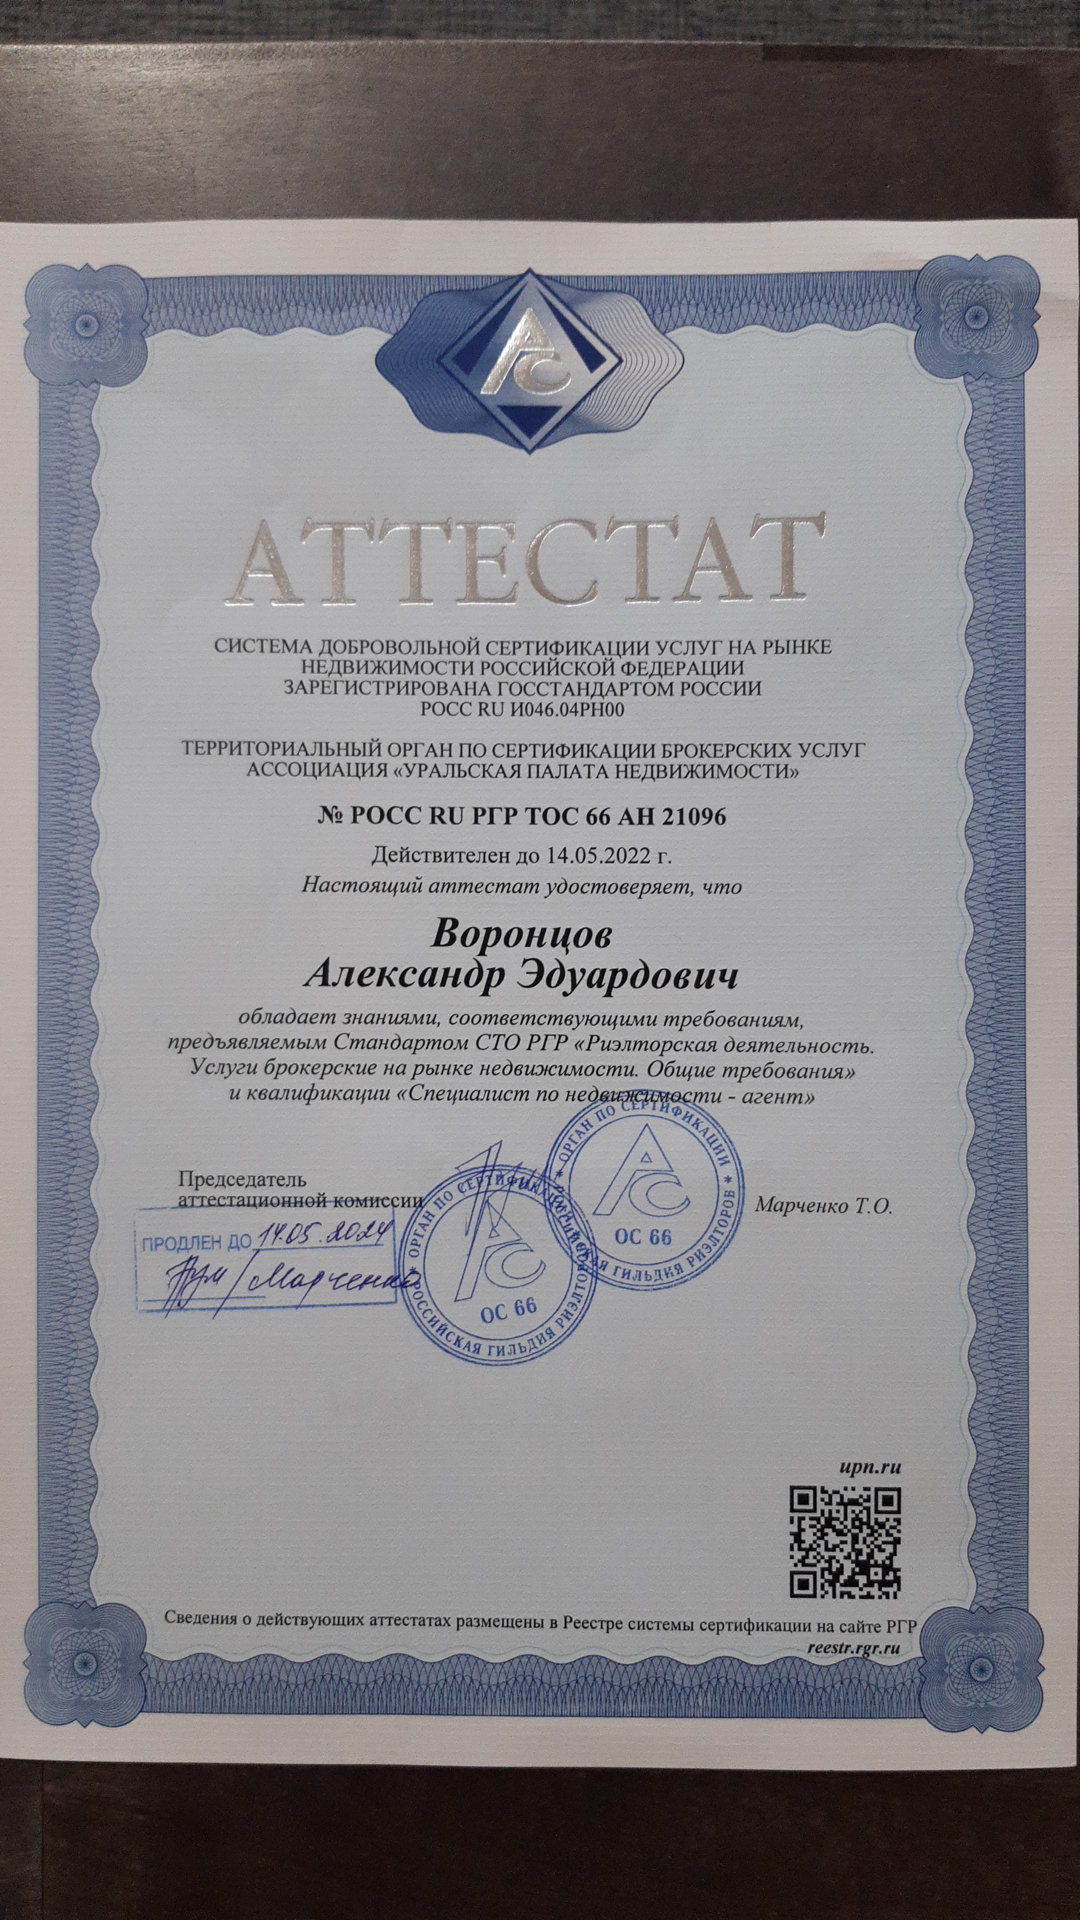 АС
АТТЕСТАТ
СИСТЕМА ДОБРОВОЛЬНОЙ СЕРТИФИКАЦИИ УСЛУГ НА РЫНКЕ
НЕДВИЖИМОСТИ РОССИЙСКОЙ ФЕДЕРАЦИИ
ЗАРЕГИСТРИРОВАНА ГОССТАНДАРТОМ РОССИИ
РОСС RU И046.04РН00
ТЕРРИТОРИАЛЬНЫЙ ОРГАН ПО СЕРТИФИКАЦИИ БРОКЕРСКИХ УСЛУГ
АССОЦИАЦИЯ «УРАЛЬСКАЯ ПАЛАТА НЕДВИЖИМОСТИ»
№ РОСС RU РГР ТОС 66 АН 21096
Действителен до 14.05.2022 г.
Настоящий аттестат удостоверяет, что
Воронцов
Александр Эдуардович
обладает знаниями, соответствующими требованиям,
предъявляемым Стандартом СТО РГР «Риэлторская деятельность.
Услуги брокерские на рынке недвижимости. Общие требования»
и квалификации «Специалист по недвижимости - агент»
Председатель
аттестационной комиссии
Марченко Т.О.
ПРОДЛЕН ДО 14.05.2024
Марченко
ОРГАН ПО СЕРТИФИКАЦИИ * РОССИЙСКАЯ ГИЛЬДИЯ РИЭЛТОРОВ *
АС
ОС 66
ОРГАН ПО СЕРТИФИКАЦИИ * РОССИЙСКАЯ ГИЛЬДИЯ РИЭЛТОРОВ *
АС
ОС 66
upn.ru
Сведения о действующих аттестатах размещены в Реестре системы сертификации на сайте РГР
reestr.rgr.ru